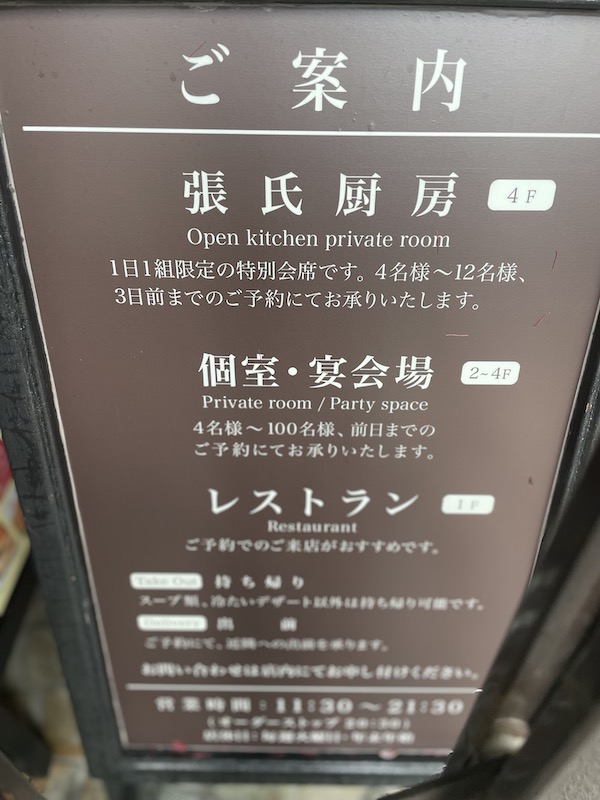 ご案内
張氏厨房 4F
Open kitchen private room
1日1組限定の特別会席です。4名様～12名様、
3日前までのご予約にてお承りいたします。
個室・宴会場 2~4F
Private room / Party space
4名様～100名様、前日までの
ご予約にてお承りいたします。
レストラン 1F
Restaurant
ご予約でのご来店がおすすめです。
Take Out 持ち帰り
スープ類、冷たいデザート以外は持ち帰り可能です。
Delivery 出前
ご予約にて、近隣への出前を承ります。
お問い合わせは店内にてお申し付けください。
営業時間：11:30～21:30
(オーダーストップ 20:30)